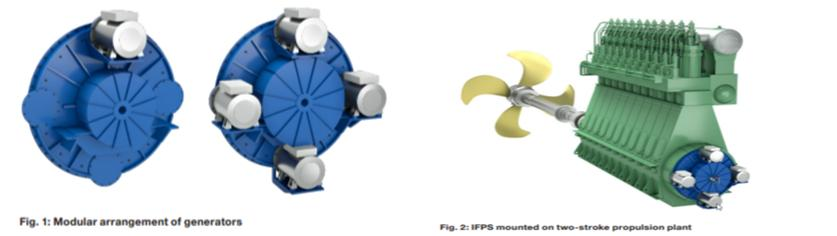 Fig. 1: Modular arrangement of generators
Fig. 2: IFPS mounted on two-stroke propulsion plant